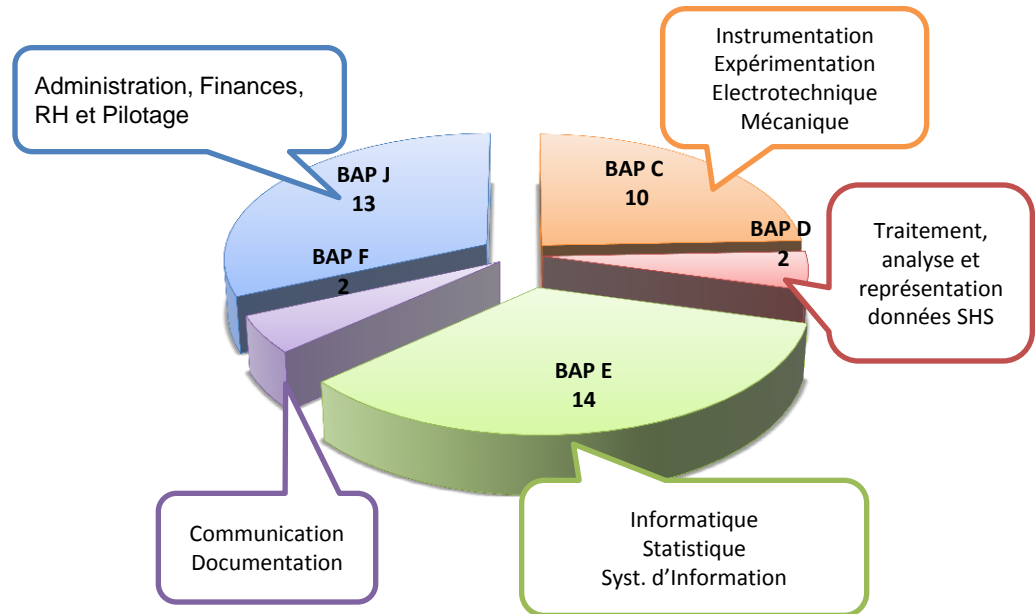 Administration, Finances,
RH et Pilotage
Instrumentation
Expérimentation
Electrotechnique
Mécanique
BAP J
13
BAP C
10
BAP D
2
Traitement,
analyse et
représentation
données SHS
BAP F
2
BAP E
14
Communication
Documentation
Informatique
Statistique
Syst. d’Information